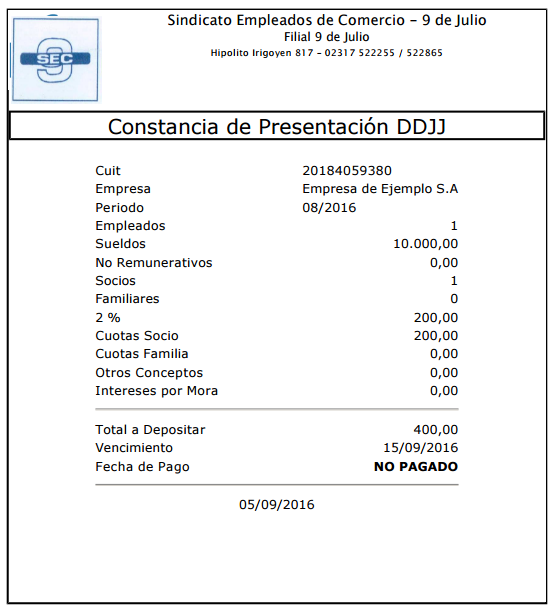 Sindicato Empleados de Comercio - 9 de Julio
Filial 9 de Julio
Hipolito Irigoyen 817 - 02317 522255 / 522865
9
SEC
Constancia de Presentación DDJJ
Cuit 20184059380
Empresa Empresa de Ejemplo S.A
Periodo 08/2016
Empleados 1
Sueldos 10.000,00
No Remunerativos 0,00
Socios 1
Familiares 0
2 % 200,00
Cuotas Socio 200,00
Cuotas Familia 0,00
Otros Conceptos 0,00
Intereses por Mora 0,00
Total a Depositar 400,00
Vencimiento 15/09/2016
Fecha de Pago NO PAGADO
05/09/2016